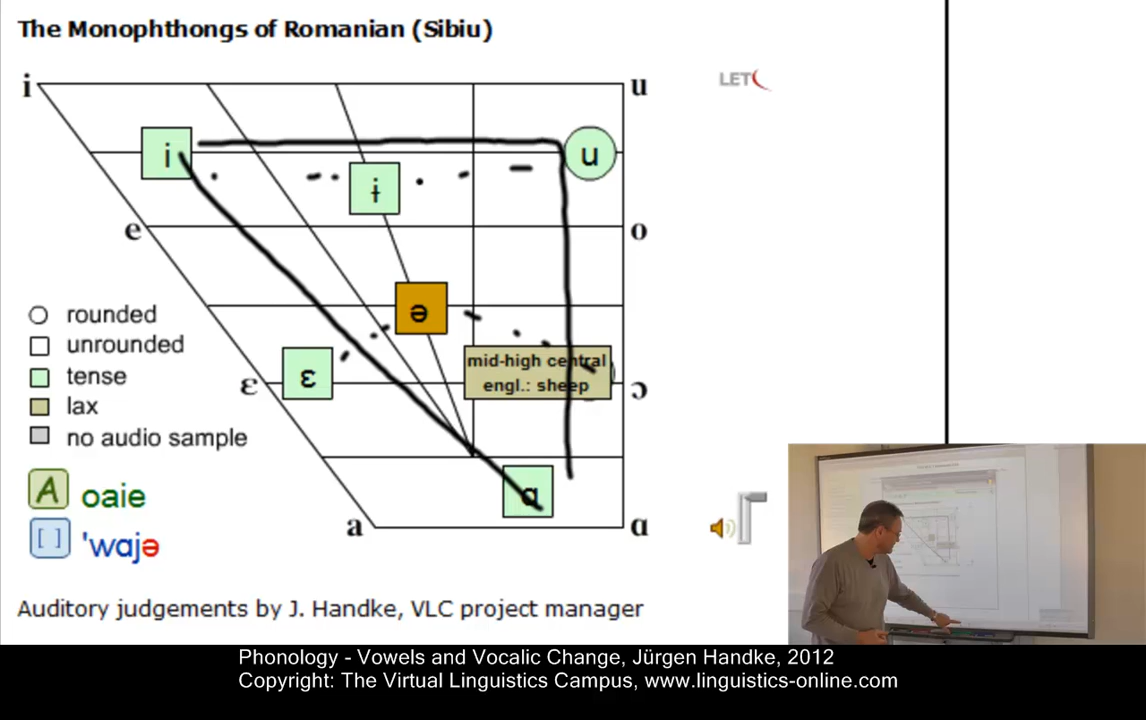 The Monophthongs of Romanian (Sibiu)
i
u
LET
i
u
ɨ
e
o
ə
rounded
unrounded
tense
lax
no audio sample
ɛ
ɛ
mid-high central
engl.: sheep
ɔ
ɑ
a
ɑ
A oaie
[ ] 'wɑjə
Auditory judgements by J. Handke, VLC project manager
Phonology - Vowels and Vocalic Change, Jürgen Handke, 2012
Copyright: The Virtual Linguistics Campus, www.linguistics-online.com